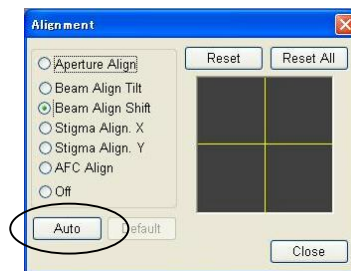 Alignment
Reset Reset All
Aperture Align
Beam Align Tilt
Beam Align Shift
Stigma Align. X
Stigma Align. Y
AFC Align
Off
Auto Default
Close